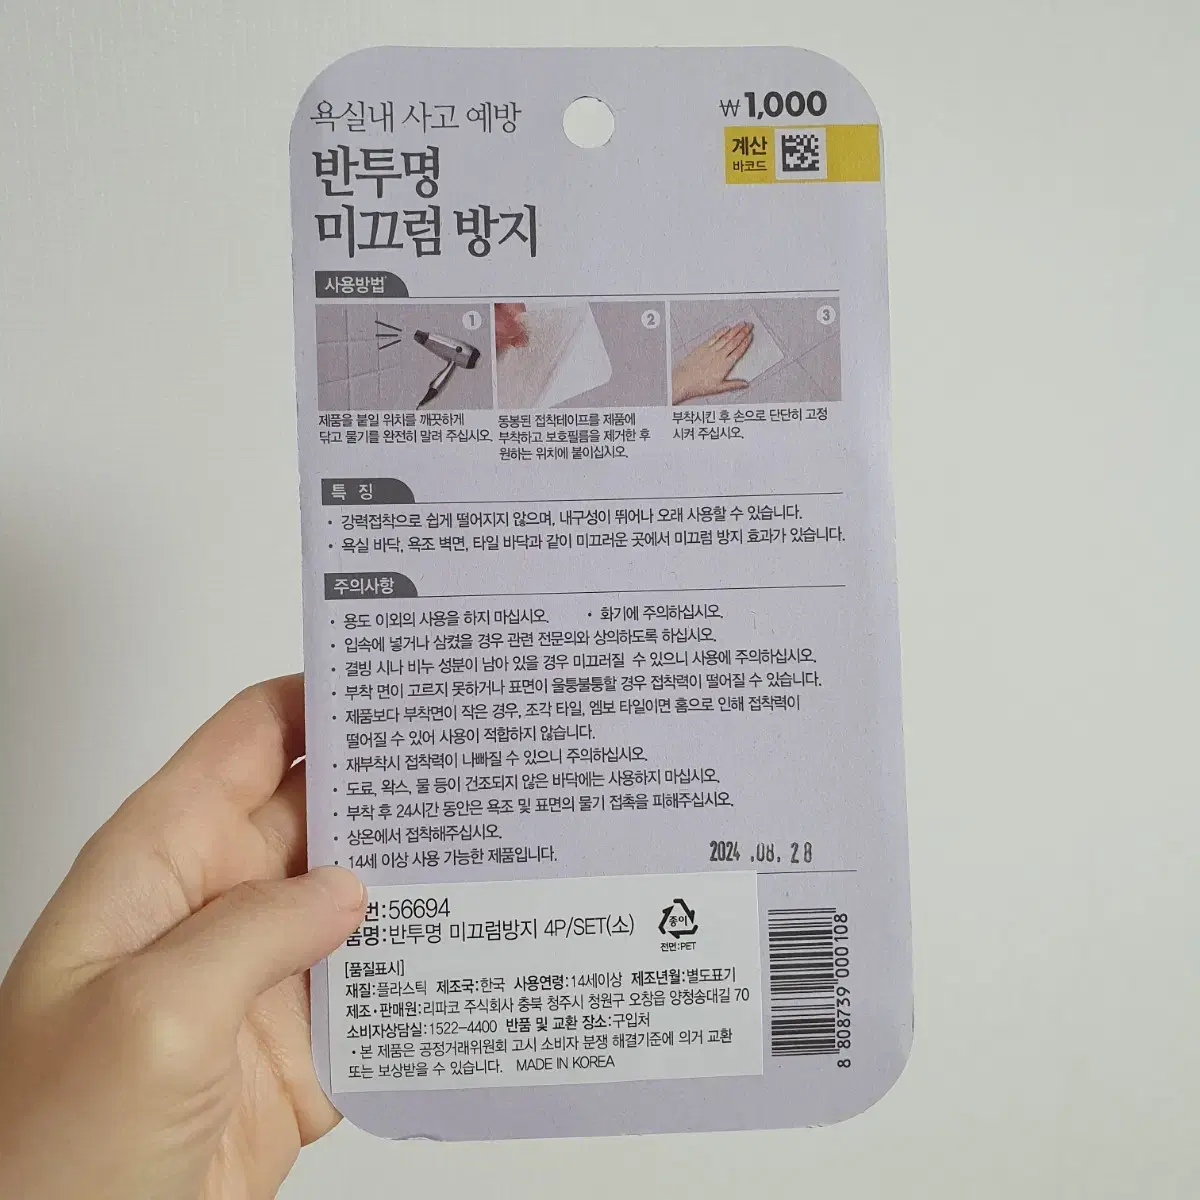 욕실내 사고 예방
반투명
미끄럼 방지
₩1,000
계산
바코드
사용방법
1
2
3
제품을 붙일 위치를 깨끗하게
닦고 물기를 완전히 말려 주십시오.
동봉된 접착테이프를 제품에
부착하고 보호필름을 제거한 후
원하는 위치에 붙이십시오.
부착시킨 후 손으로 단단히 고정
시켜 주십시오.
특 징
• 강력접착으로 쉽게 떨어지지 않으며, 내구성이 뛰어나 오래 사용할 수 있습니다.
• 욕실 바닥, 욕조 벽면, 타일 바닥과 같이 미끄러운 곳에서 미끄럼 방지 효과가 있습니다.
주의사항
• 용도 이외의 사용을 하지 마십시오. • 화기에 주의하십시오.
• 입속에 넣거나 삼켰을 경우 관련 전문의와 상의하도록 하십시오.
• 결빙 시나 비누 성분이 남아 있을 경우 미끄러질 수 있으니 사용에 주의하십시오.
• 부착 면이 고르지 못하거나 표면이 울퉁불퉁할 경우 접착력이 떨어질 수 있습니다.
• 제품보다 부착면이 작은 경우, 조각 타일, 엠보 타일이면 홈으로 인해 접착력이
떨어질 수 있어 사용이 적합하지 않습니다.
• 재부착시 접착력이 나빠질 수 있으니 주의하십시오.
• 도료, 왁스, 물 등이 건조되지 않은 바닥에는 사용하지 마십시오.
• 부착 후 24시간 동안은 욕조 및 표면의 물기 접촉을 피해주십시오.
• 상온에서 접착해주십시오.
• 14세 이상 사용 가능한 제품입니다.
2024 .08. 28
번:56694
품명:반투명 미끄럼방지 4P/SET(소)
종이
전면:PET
[품질표시]
재질:플라스틱 제조국:한국 사용연령:14세이상 제조년월:별도표기
제조·판매원:리파코 주식회사 충북 청주시 청원구 오창읍 양청송대길 70
소비자상담실:1522-4400 반품 및 교환 장소:구입처
• 본 제품은 공정거래위원회 고시 소비자 분쟁 해결기준에 의거 교환
또는 보상받을 수 있습니다. MADE IN KOREA
8 808739 000108